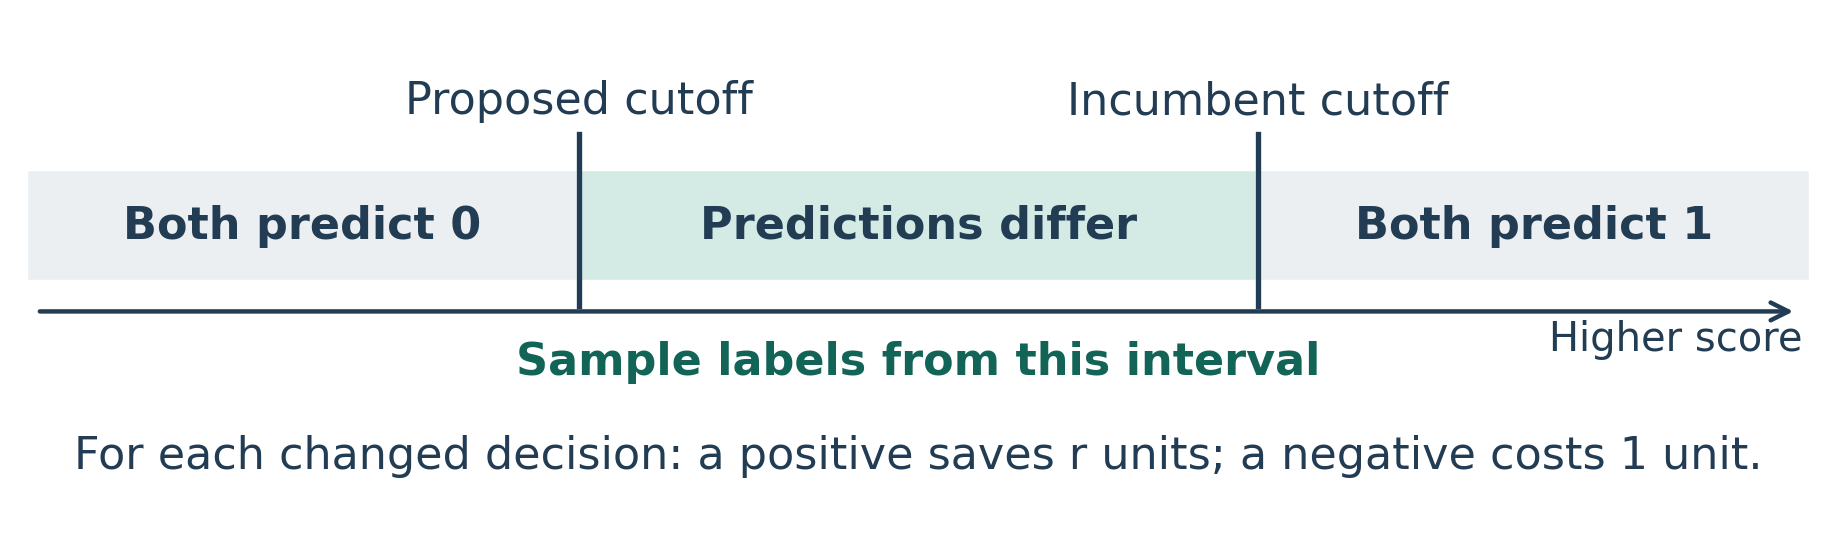 Proposed cutoff
Incumbent cutoff
Both predict 0
Predictions differ
Both predict 1
Higher score
Sample labels from this interval
For each changed decision: a positive saves r units; a negative costs 1 unit.